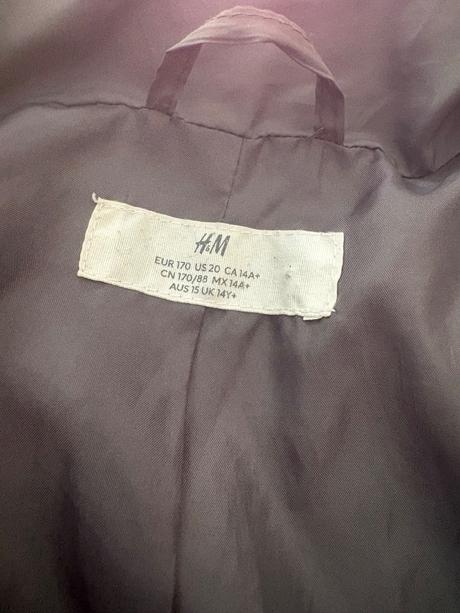 H&M
EUR 170 US 20 CA 14A+
CN 170/88 MX 14A+
AUS 15 UK 14Y+